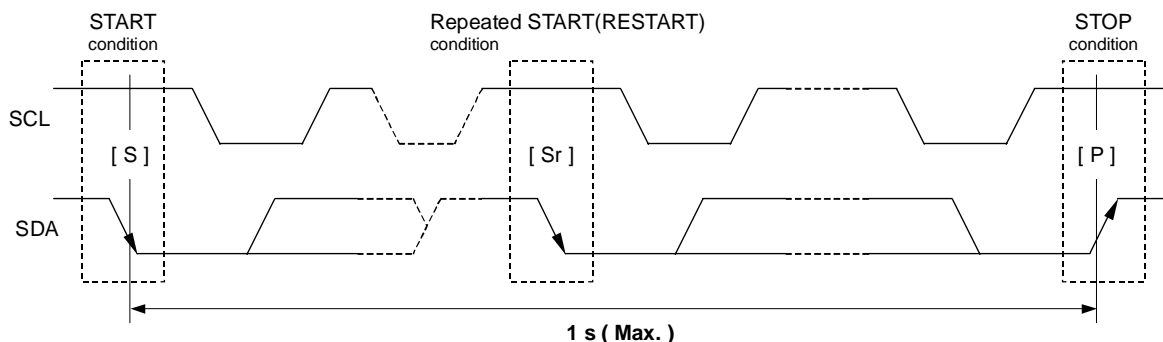 START
condition
Repeated START(RESTART)
condition
STOP
condition
SCL
[ S ]
[ Sr ]
[ P ]
SDA
1 s ( Max. )